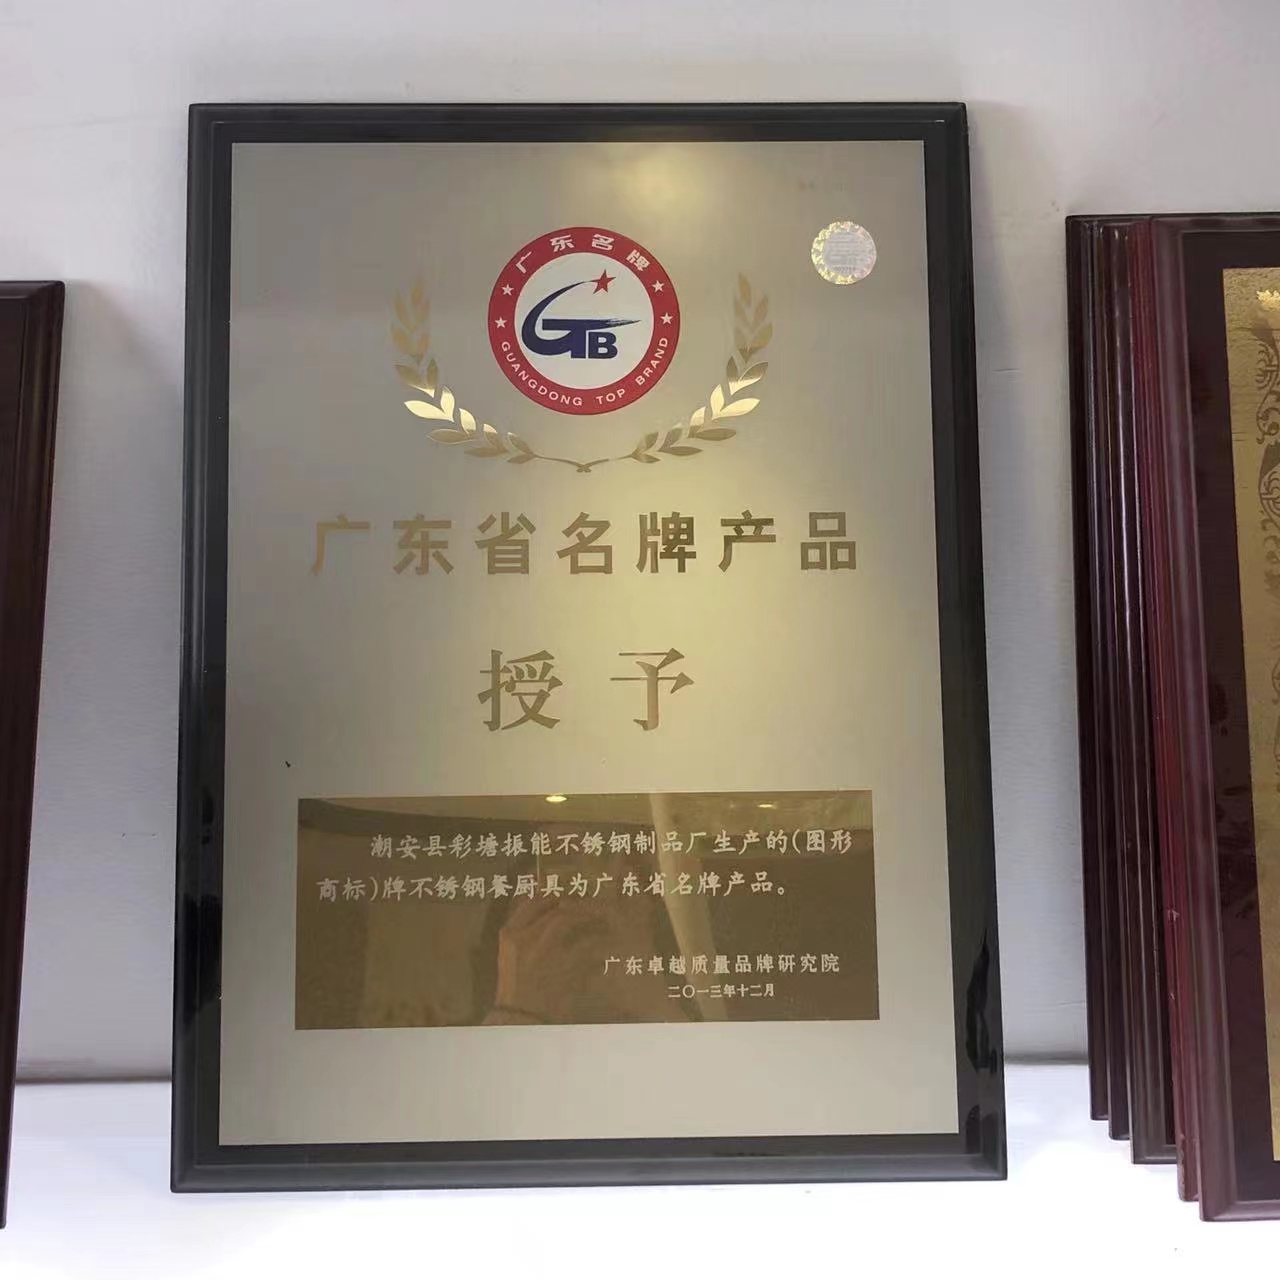 广东名牌
GTB
GUANGDONG TOP BRAND
广东省名牌产品
授予
潮安县彩塘振能不锈钢制品厂生产的(图形
商标)牌不锈钢餐厨具为广东省名牌产品。
广东卓越质量品牌研究院
二〇一三年十二月